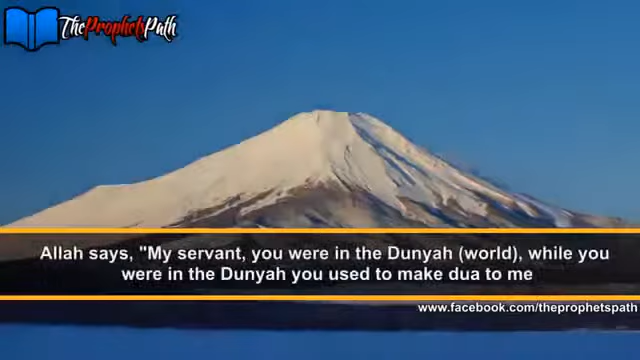 TheProphetsPath
Allah says, "My servant, you were in the Dunyah (world), while you
were in the Dunyah you used to make dua to me
www.facebook.com/theprophetspath